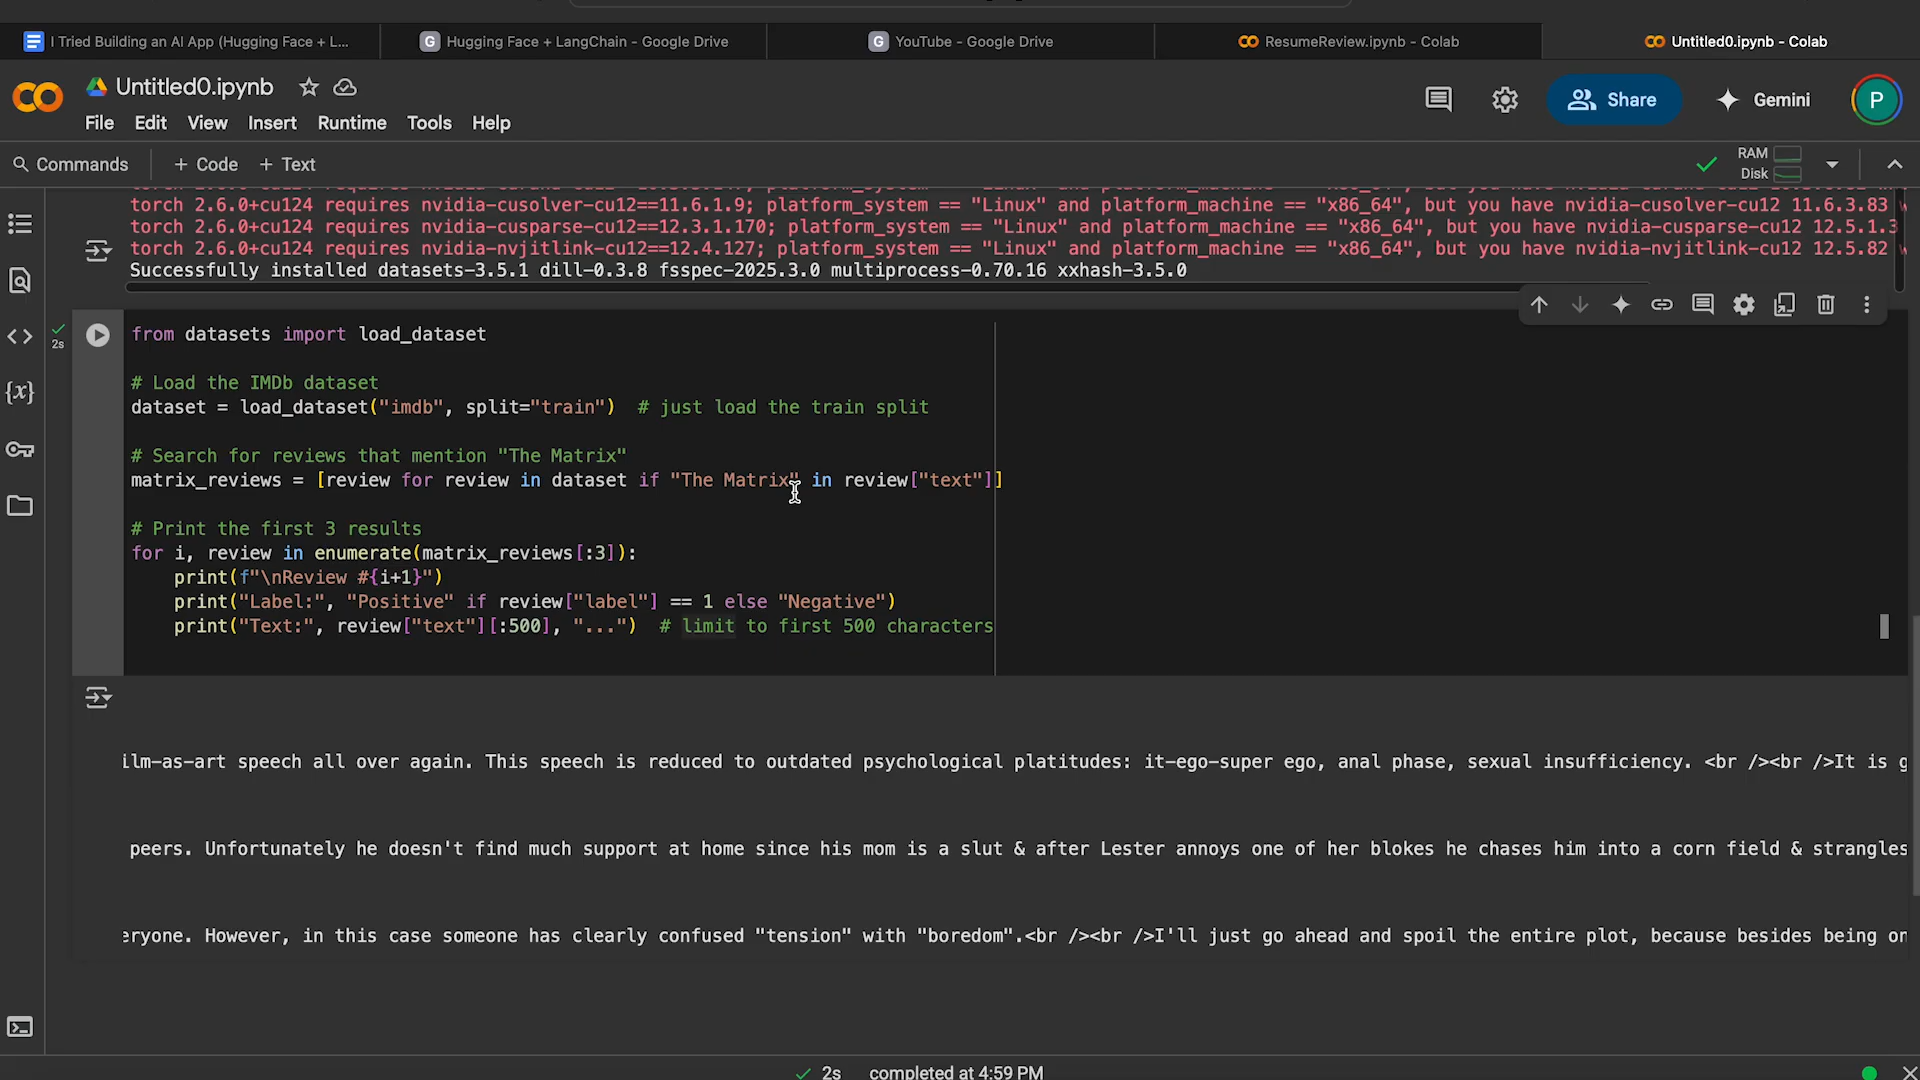 I Tried Building an AI App (Hugging Face + L...
Hugging Face + LangChain - Google Drive
YouTube - Google Drive
ResumeReview.ipynb - Colab
Untitled0.ipynb - Colab
Untitled0.ipynb
Share
Gemini
P
File Edit View Insert Runtime Tools Help
Commands + Code + Text
RAM
Disk
torch 2.6.0+cu124 requires nvidia-cusolver-cu12==11.6.1.9; platform_system == "Linux" and platform_machine == "x86_64", but you have nvidia-cusolver-cu12 11.6.3.83 w
torch 2.6.0+cu124 requires nvidia-cusparse-cu12==12.3.1.170; platform_system == "Linux" and platform_machine == "x86_64", but you have nvidia-cusparse-cu12 12.5.1.3
torch 2.6.0+cu124 requires nvidia-nvjitlink-cu12==12.4.127; platform_system == "Linux" and platform_machine == "x86_64", but you have nvidia-nvjitlink-cu12 12.5.82 w
Successfully installed datasets-3.5.1 dill-0.3.8 fsspec-2025.3.0 multiprocess-0.70.16 xxhash-3.5.0
2s
from datasets import load_dataset
# Load the IMDb dataset
dataset = load_dataset("imdb", split="train")  # just load the train split
# Search for reviews that mention "The Matrix"
matrix_reviews = [review for review in dataset if "The Matrix" in review["text"]]
# Print the first 3 results
for i, review in enumerate(matrix_reviews[:3]):
    print(f"\nReview #{i+1}")
    print("Label:", "Positive" if review["label"] == 1 else "Negative")
    print("Text:", review["text"][:500], "...")  # limit to first 500 characters
ilm-as-art speech all over again. This speech is reduced to outdated psychological platitudes: it-ego-super ego, anal phase, sexual insufficiency. <br /><br />It is g
peers. Unfortunately he doesn't find much support at home since his mom is a slut & after Lester annoys one of her blokes he chases him into a corn field & strangles
eryone. However, in this case someone has clearly confused "tension" with "boredom".<br /><br />I'll just go ahead and spoil the entire plot, because besides being on
2s completed at 4:59 PM